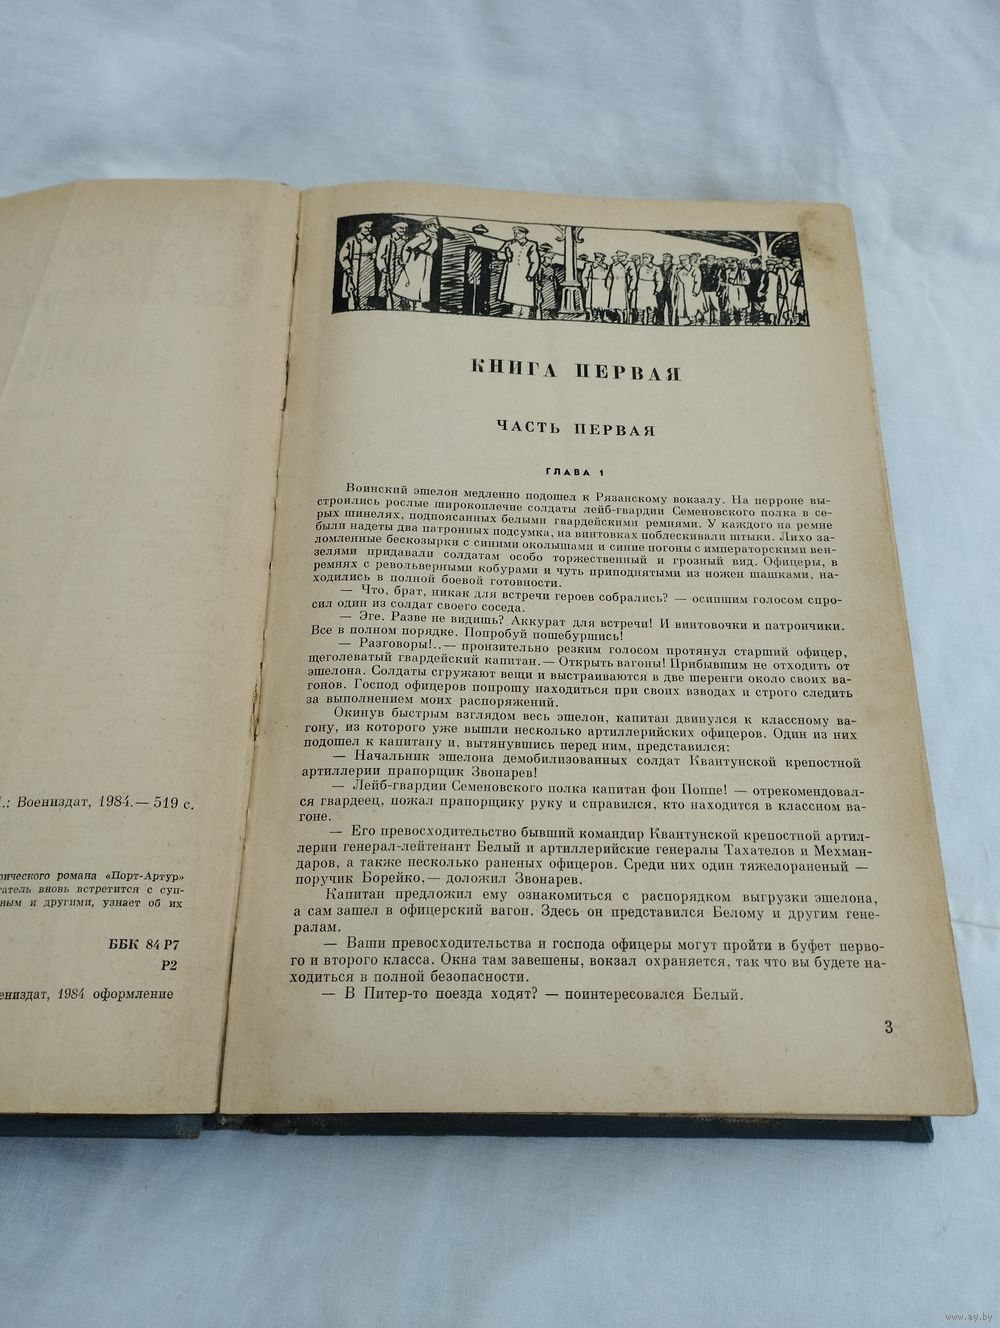 .: Воениздат, 1984.— 519 с.
рического романа «Порт-Артур»
татель вновь встретится с суп-
ным и другими, узнает об их
ББК 84 Р7
Р2
ениздат, 1984 оформление
КНИГА ПЕРВАЯ
ЧАСТЬ ПЕРВАЯ
ГЛАВА 1
Воинский эшелон медленно подошел к Рязанскому вокзалу. На перроне вы-
строились рослые широкоплечие солдаты лейб-гвардии Семеновского полка в се-
рых шинелях, подпоясанных белыми гвардейскими ремнями. У каждого на ремне
были надеты два патронных подсумка, на винтовках поблескивали штыки. Лихо за-
ломленные бескозырки с синими околышами и синие погоны с императорскими вен-
зелями придавали солдатам особо торжественный и грозный вид. Офицеры, в
ремнях с револьверными кобурами и чуть приподнятыми из ножен шашками, на-
ходились в полной боевой готовности.
— Что, брат, никак для встречи героев собрались? — осипшим голосом спро-
сил один из солдат своего соседа.
— Эге. Разве не видишь? Аккурат для встречи! И винтовочки и патрончики.
Все в полном порядке. Попробуй пошебуршись!
— Разговоры!..— пронзительно резким голосом протянул старший офицер,
щеголеватый гвардейский капитан.— Открыть вагоны! Прибывшим не отходить от
эшелона. Солдаты сгружают вещи и выстраиваются в две шеренги около своих ва-
гонов. Господ офицеров попрошу находиться при своих взводах и строго следить
за выполнением моих распоряжений.
Окинув быстрым взглядом весь эшелон, капитан двинулся к классному ва-
гону, из которого уже вышли несколько артиллерийских офицеров. Один из них
подошел к капитану и, вытянувшись перед ним, представился:
— Начальник эшелона демобилизованных солдат Квантунской крепостной
артиллерии прапорщик Звонарев!
— Лейб-гвардии Семеновского полка капитан фон Поппе! — отрекомендовал-
ся гвардеец, пожал прапорщику руку и справился, кто находится в классном ва-
гоне.
— Его превосходительство бывший командир Квантунской крепостной артил-
лерии генерал-лейтенант Белый и артиллерийские генералы Тахателов и Мехман-
даров, а также несколько раненых офицеров. Среди них один тяжелораненый —
поручик Борейко,— доложил Звонарев.
Капитан предложил ему ознакомиться с распорядком выгрузки эшелона,
а сам зашел в офицерский вагон. Здесь он представился Белому и другим гене-
ралам.
— Ваши превосходительства и господа офицеры могут пройти в буфет перво-
го и второго класса. Окна там завешены, вокзал охраняется, так что вы будете на-
ходиться в полной безопасности.
— В Питер-то поезда ходят? — поинтересовался Белый.
3
www.ay.by